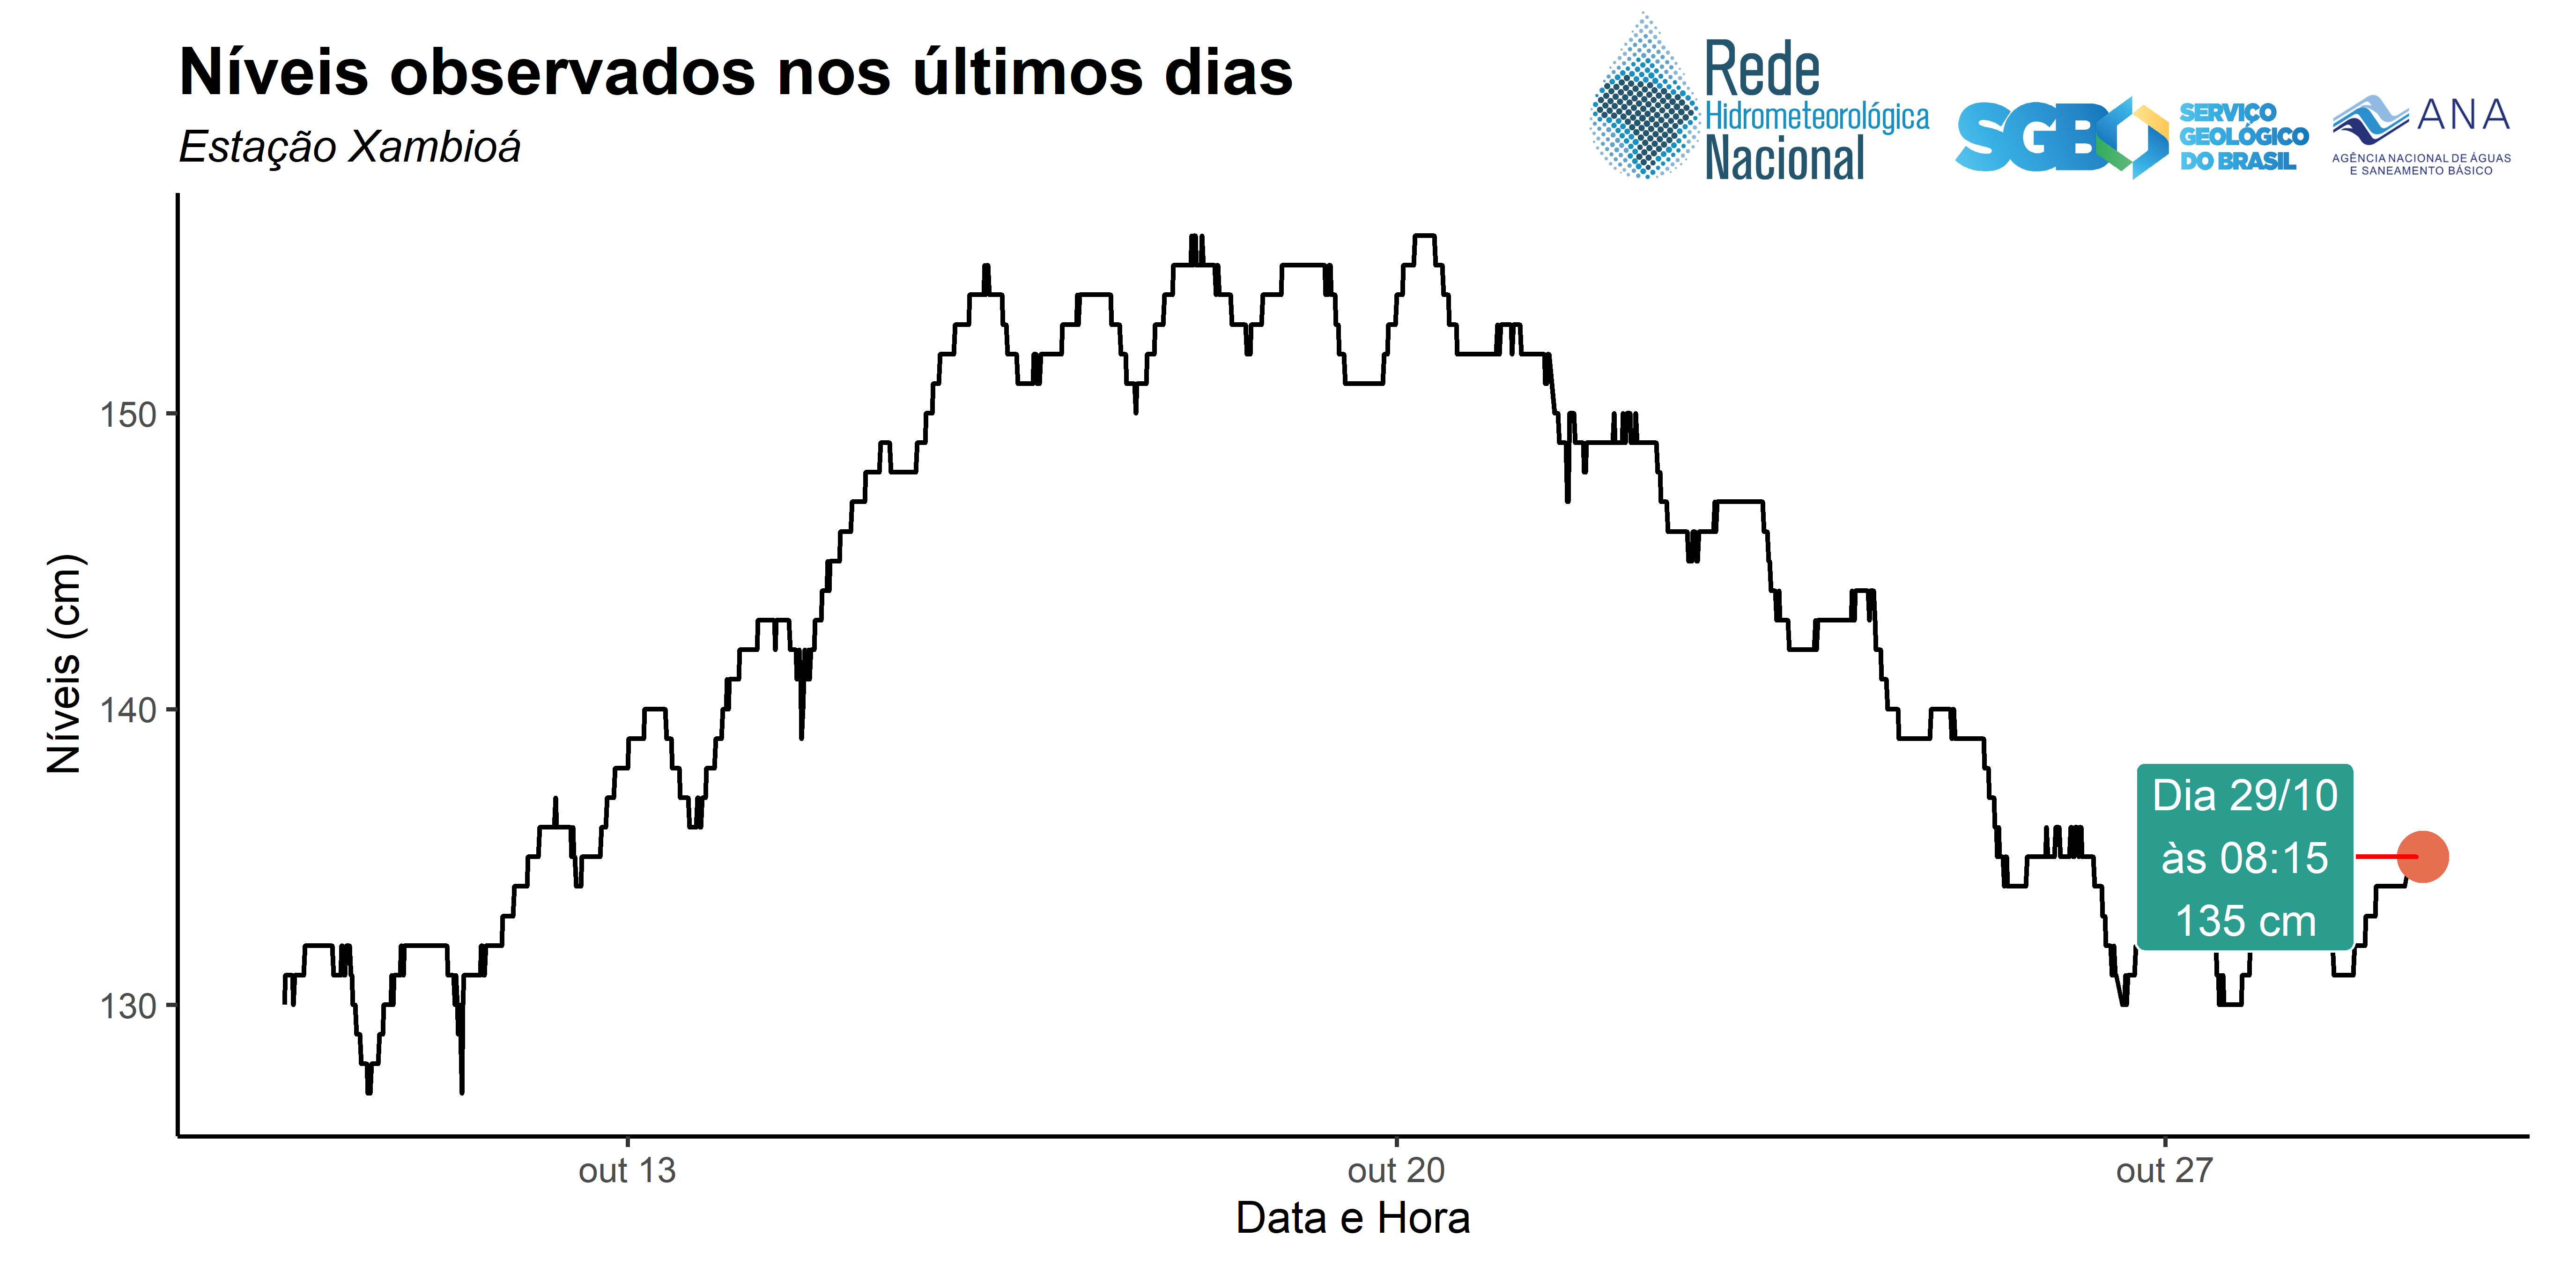 Níveis observados nos últimos dias
Estação Xambioá
Rede
Hidrometeorológica
Nacional
SGB
SERVIÇO
GEOLÓGICO
DO BRASIL
ANA
AGÊNCIA NACIONAL DE ÁGUAS
E SANEAMENTO BÁSICO
Níveis (cm)
150
140
130
Dia 29/10
às 08:15
135 cm
out 13
out 20
out 27
Data e Hora